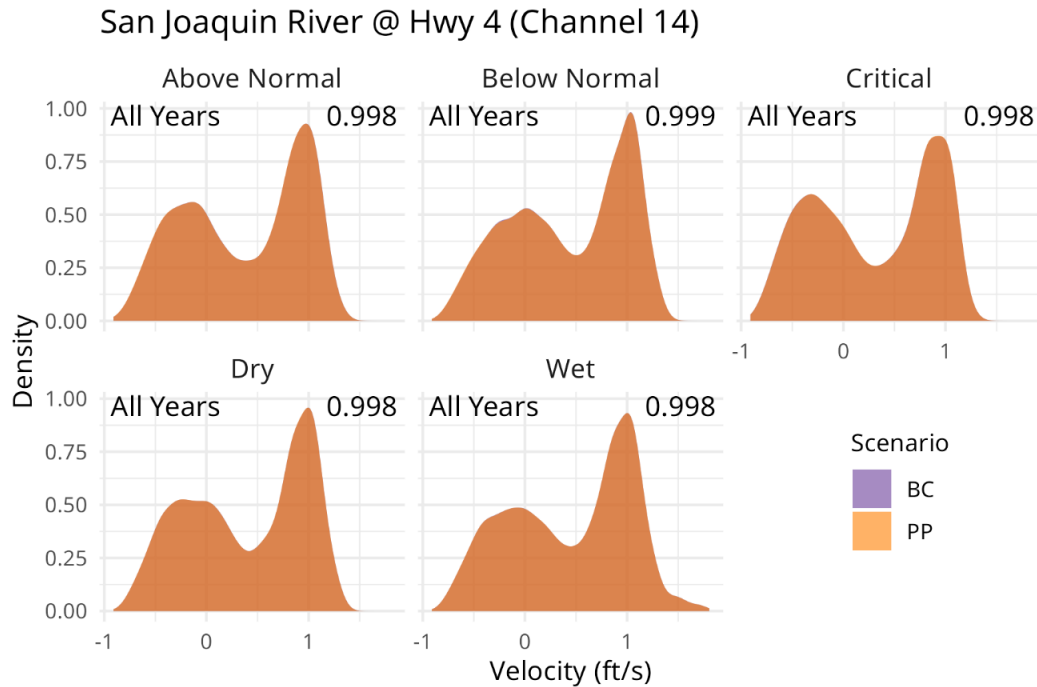 San Joaquin River @ Hwy 4 (Channel 14)
Above Normal
Below Normal
Critical
All Years 0.998
All Years 0.999
All Years 0.998
1.00
0.75
0.50
0.25
0.00
-1 0 1
Dry
Wet
All Years 0.998
All Years 0.998
1.00
0.75
0.50
0.25
0.00
-1 0 1
-1 0 1
Density
Velocity (ft/s)
Scenario
BC
PP